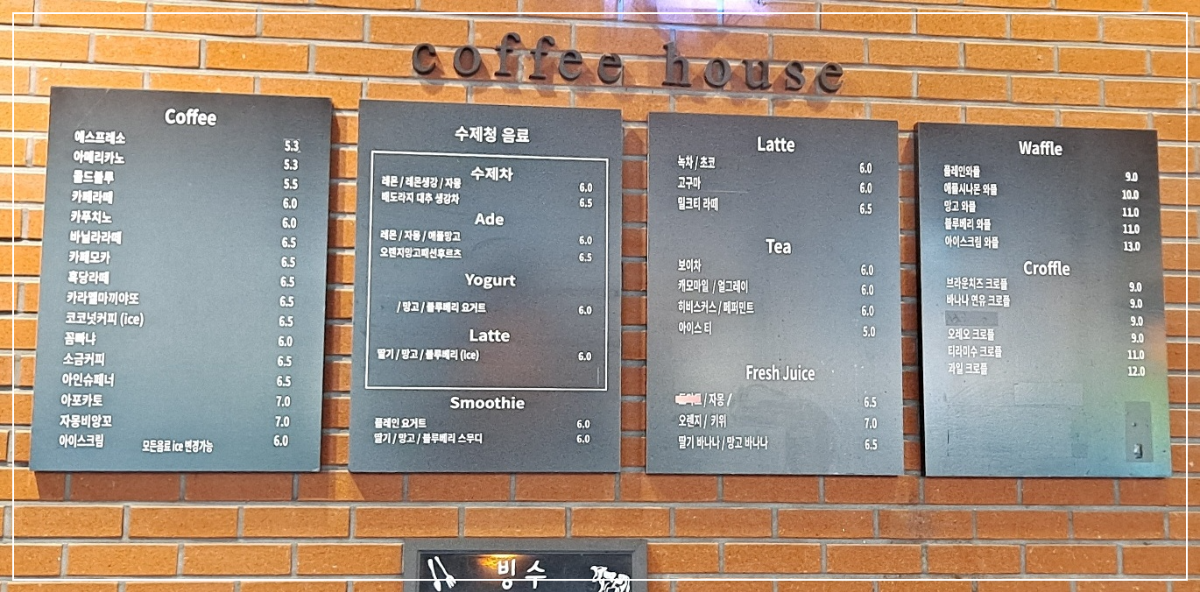 coffee house
Coffee
에스프레소 5.3
아메리카노 5.3
콜드블루 5.5
카페라떼 6.0
카푸치노 6.0
바닐라라떼 6.5
카페모카 6.5
흑당라떼 6.5
카라멜마끼야또 6.5
코코넛커피 (ice) 6.5
꼼빠냐 6.0
소금커피 6.5
아인슈페너 6.5
아포카토 7.0
자몽비앙꼬 7.0
아이스크림 6.0
모든음료 ice 변경가능
수제청 음료
수제차
레몬 / 레몬생강 / 자몽 6.0
배도라지 대추 생강차 6.5
Ade
레몬 / 자몽 / 애플망고 6.0
오렌지망고패션후르츠 6.5
Yogurt
/ 망고 / 블루베리 요거트 6.0
Latte
딸기 / 망고 / 블루베리 (ice) 6.0
Smoothie
플레인 요거트 6.0
딸기 / 망고 / 블루베리 스무디 6.0
Latte
녹차 / 초코 6.0
고구마 6.0
밀크티 라떼 6.5
Tea
보이차 6.0
캐모마일 / 얼그레이 6.0
히비스커스 / 페퍼민트 6.0
아이스 티 5.0
Fresh Juice
/ 자몽 / 6.5
오렌지 / 키위 7.0
딸기 바나나 / 망고 바나나 6.5
Waffle
플레인와플 9.0
애플시나몬 와플 10.0
망고 와플 11.0
블루베리 와플 11.0
아이스크림 와플 13.0
Croffle
브라운치즈 크로플 9.0
바나나 연유 크로플 9.0
9.0
오레오 크로플 9.0
티라미수 크로플 11.0
과일 크로플 12.0
빙수